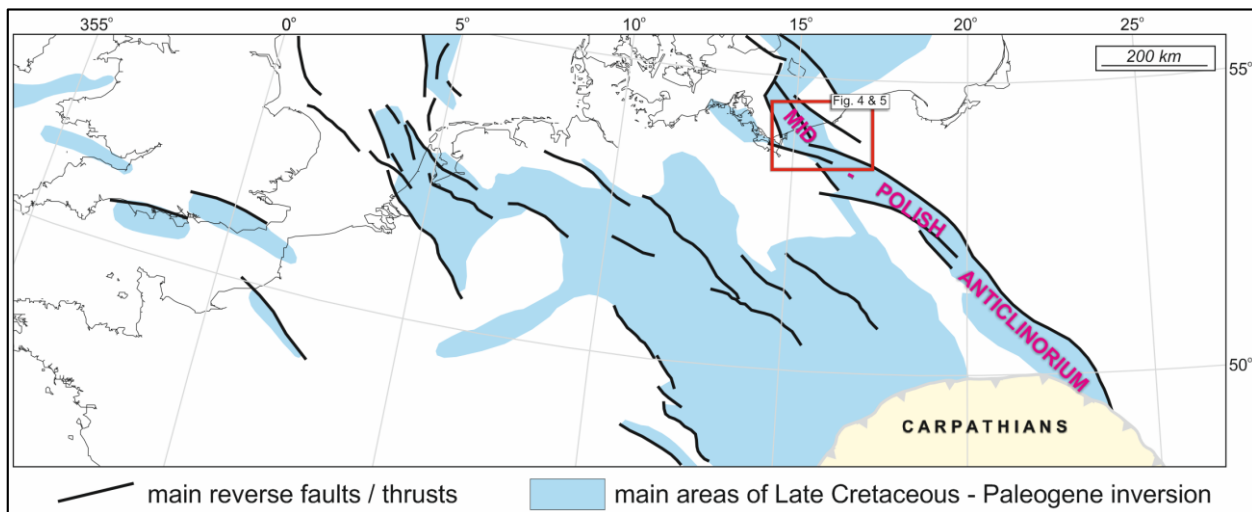 355° 0° 5° 10° 15° 20° 25°
200 km
55°
Fig. 4 & 5
MID
-
POLISH
ANTICLINORIUM
50°
CARPATHIANS
main reverse faults / thrusts
main areas of Late Cretaceous - Paleogene inversion